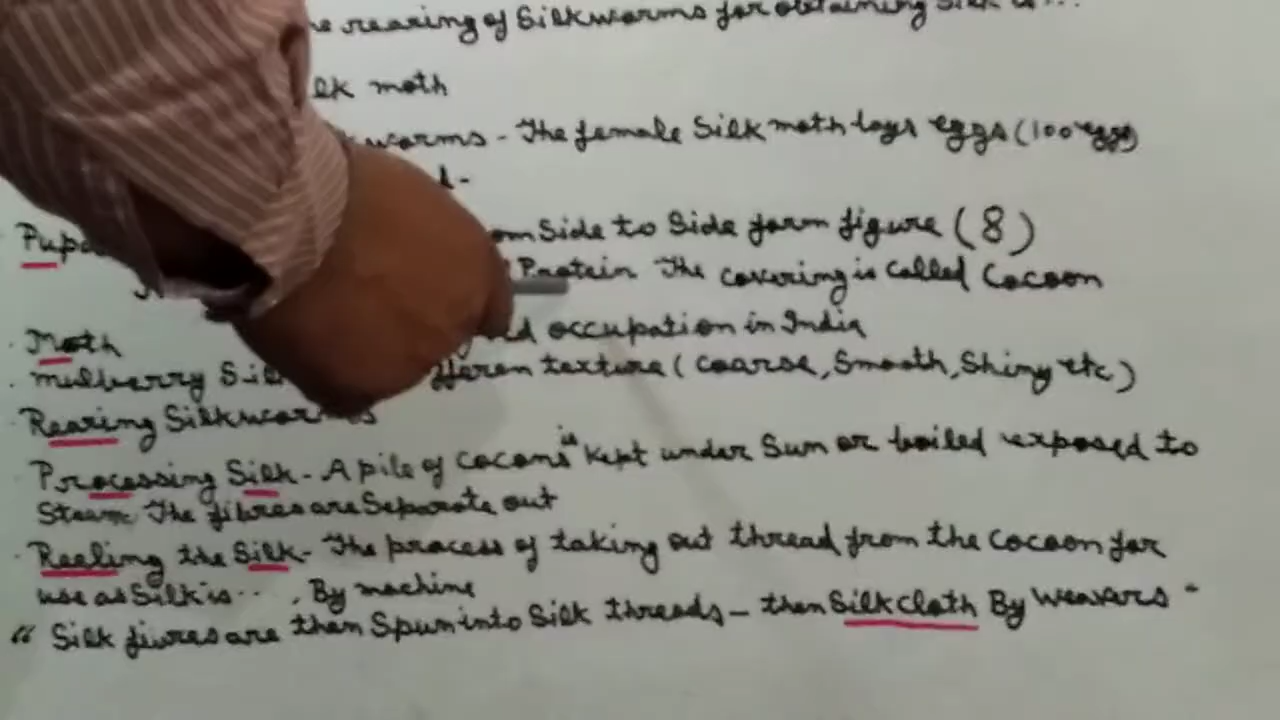 rearing of Silkworms for obtaining Silk is...
lk moth
worms - The female Silk moth lays eggs (100 eggs)
Side to Side form figure (8)
Protein The covering is called Cocoon
Moth occupation in India
mulberry texture (coarse, Smooth, Shiny etc)
Rearing Silkworms
Processing Silk - A pile of cocons is kept under Sun or boiled exposed to
Steam The fibres are Separate out
Reeling the Silk - The process of taking out thread from the cocoon for
use as Silk is... , By machine
“ Silk are then Spun into Silk threads - then Silk cloth By weavers "